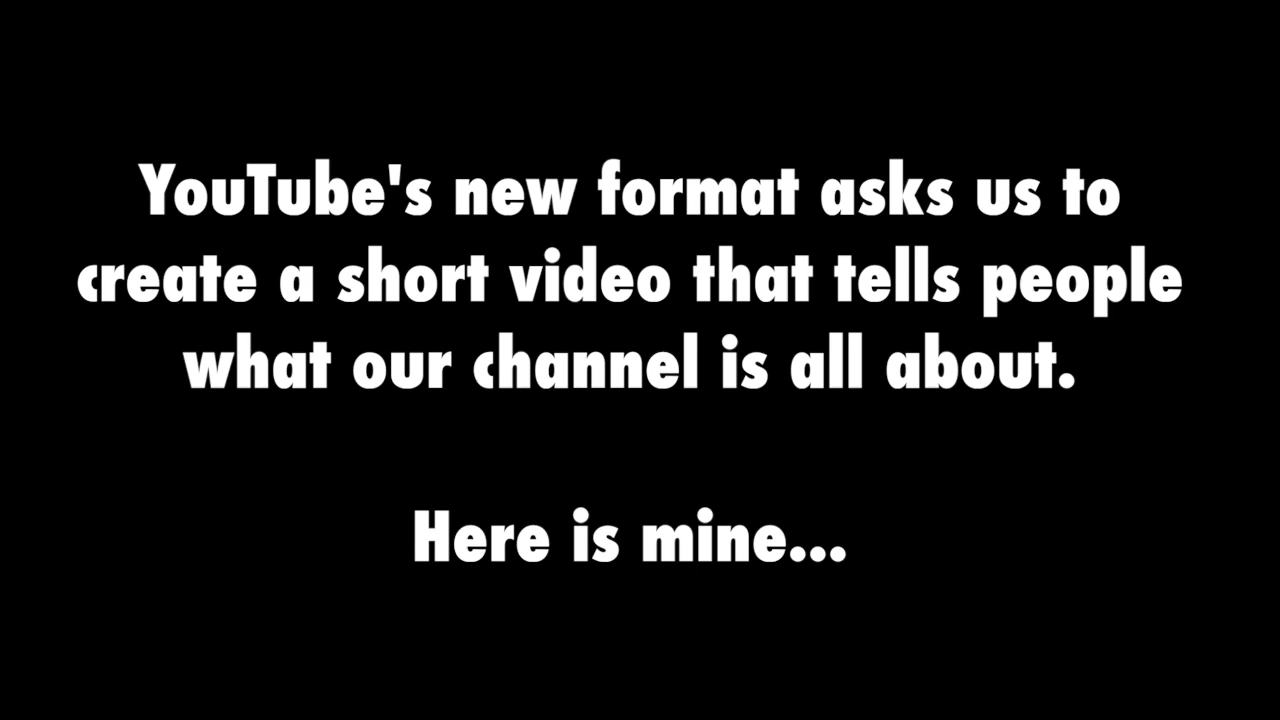 YouTube's new format asks us to
create a short video that tells people
what our channel is all about.
Here is mine...